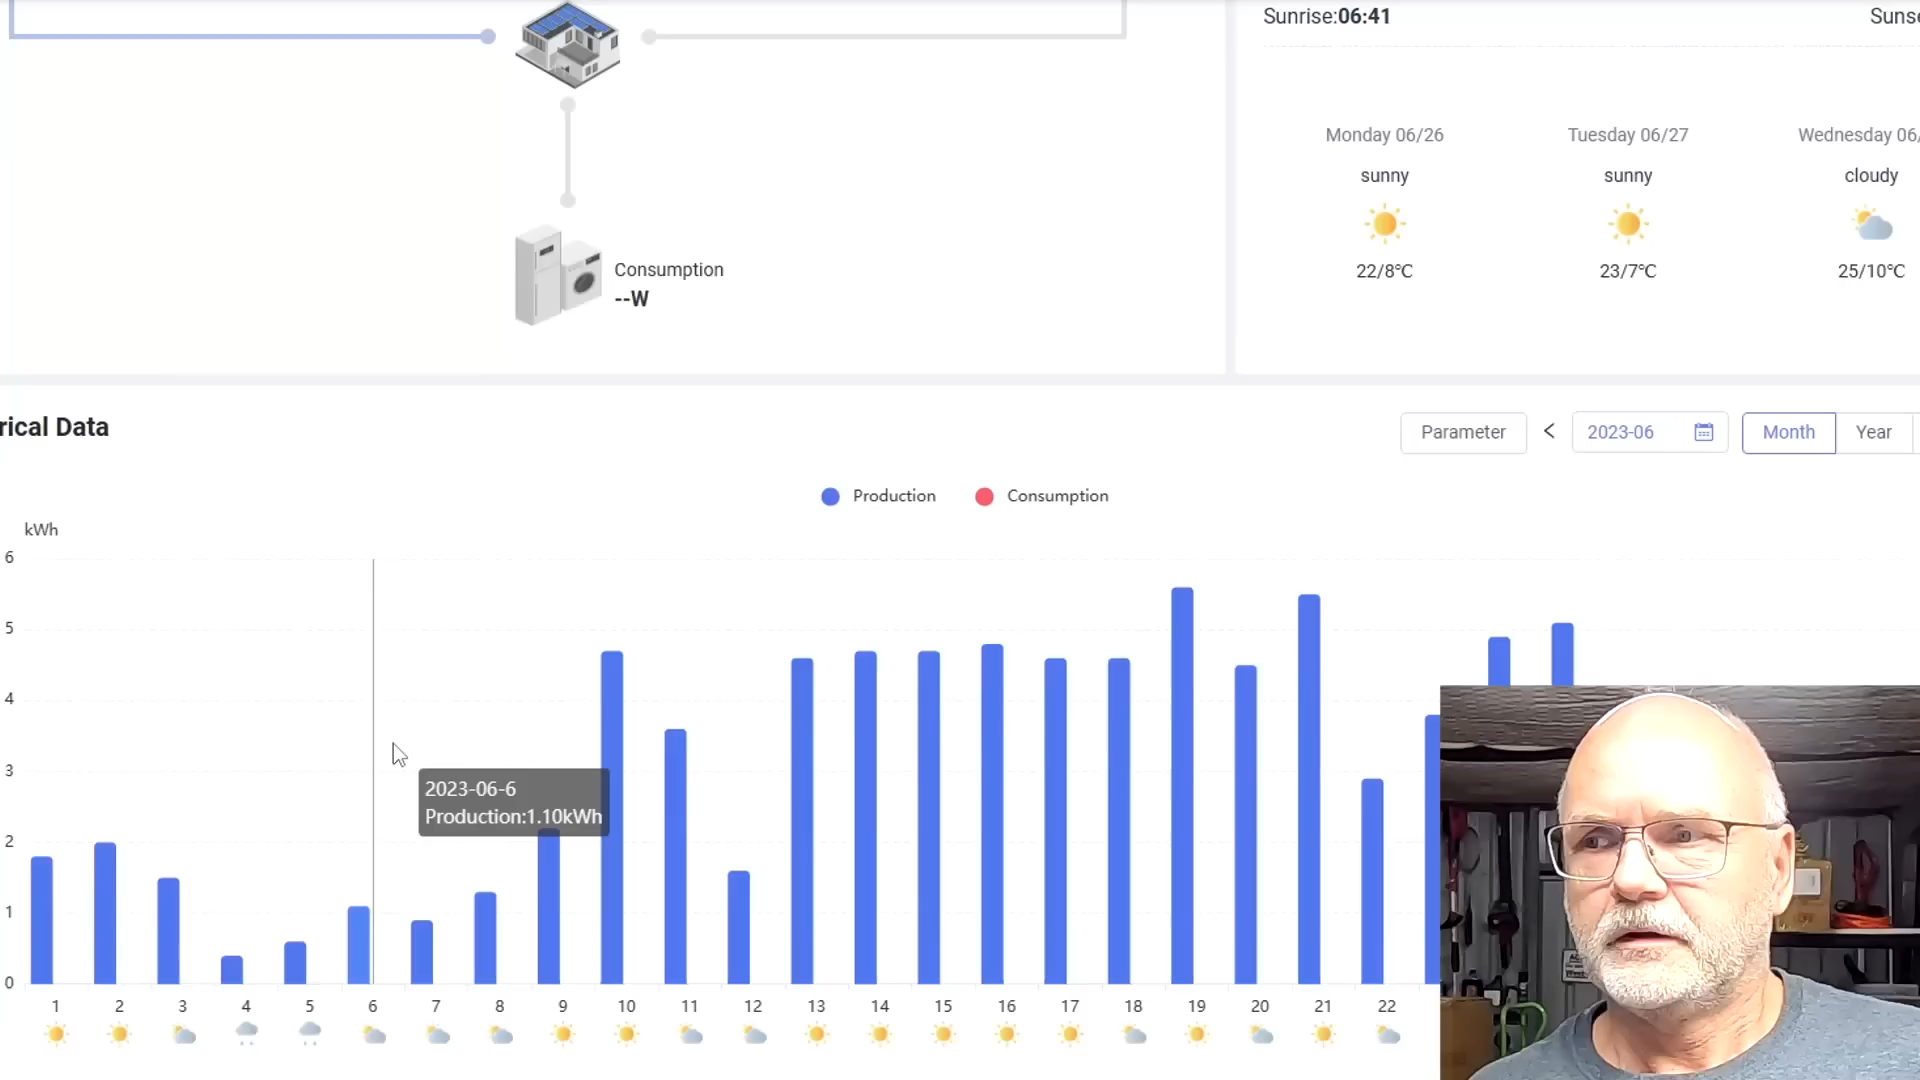 Sunrise:06:41
Sunse
Monday 06/26
Tuesday 06/27
Wednesday 06/
sunny
sunny
cloudy
22/8℃
23/7℃
25/10℃
Consumption
--W
rical Data
Parameter
<
2023-06
Month
Year
Production
Consumption
kWh
6
5
4
3
2
1
0
2023-06-6
Production:1.10kWh
1 2 3 4 5 6 7 8 9 10 11 12 13 14 15 16 17 18 19 20 21 22